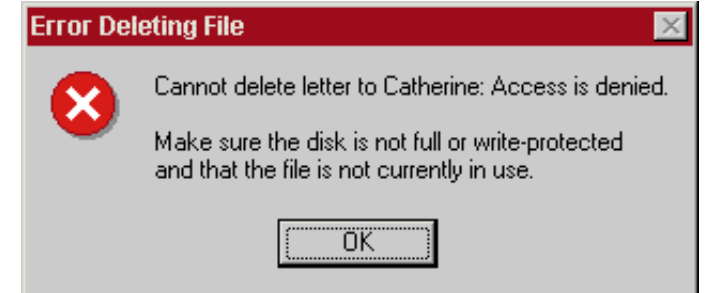 Error Deleting File
Cannot delete letter to Catherine: Access is denied.
Make sure the disk is not full or write-protected
and that the file is not currently in use.
OK